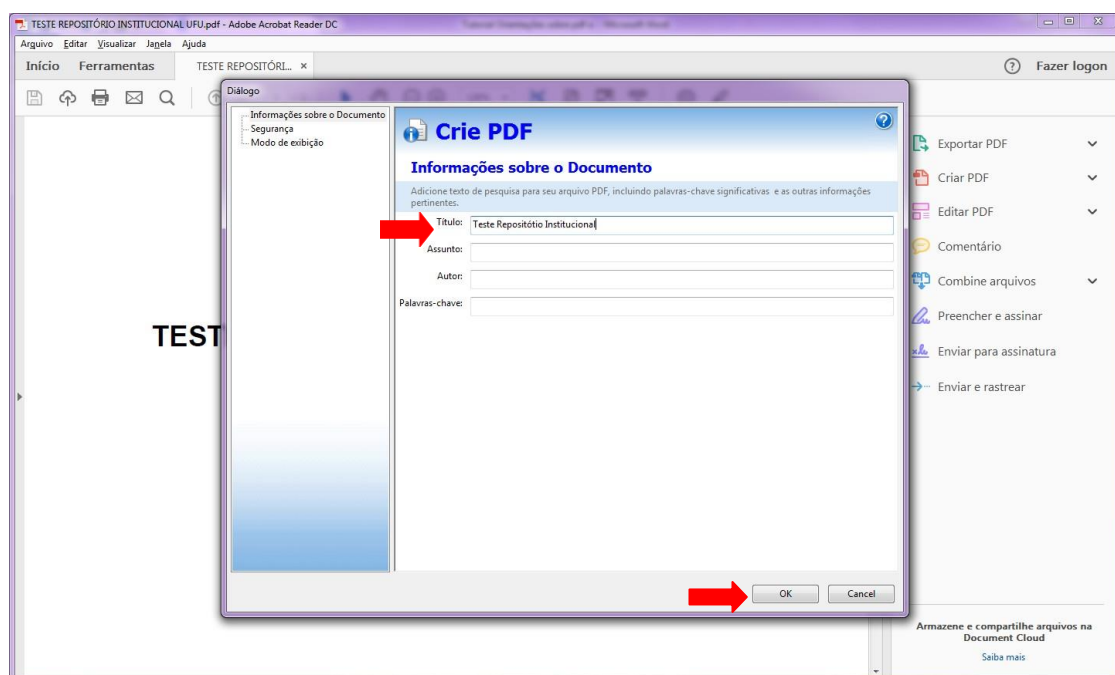 TESTE REPOSITÓRIO INSTITUCIONAL UFU.pdf - Adobe Acrobat Reader DC
Arquivo Editar Visualizar Janela Ajuda
Início Ferramentas TESTE REPOSITÓRI... × ? Fazer logon
Diálogo
Informações sobre o Documento
Segurança
Modo de exibição
Crie PDF
Informações sobre o Documento
Adicione texto de pesquisa para seu arquivo PDF, incluindo palavras-chave significativas e as outras informações
pertinentes.
Título: Teste Repositótio Institucional
Assunto:
Autor:
Palavras-chave:
OK Cancel
TEST
Exportar PDF
Criar PDF
Editar PDF
Comentário
Combine arquivos
Preencher e assinar
Enviar para assinatura
Enviar e rastrear
Armazene e compartilhe arquivos na
Document Cloud
Saiba mais